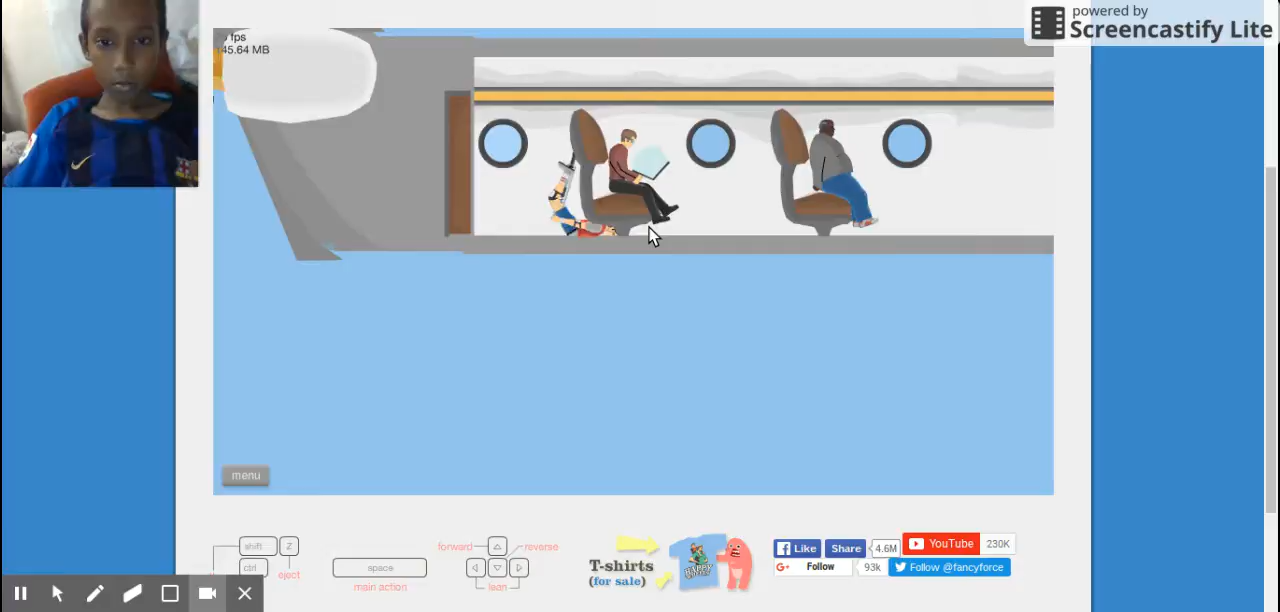 powered by
Screencastify Lite
fps
45.64 MB
menu
shift
Z
ctrl
eject
space
main action
forward
reverse
lean
T-shirts
(for sale)
HAPPY
Like
Share
4.6M
YouTube
230K
G+
Follow
93k
Follow @fancyforce